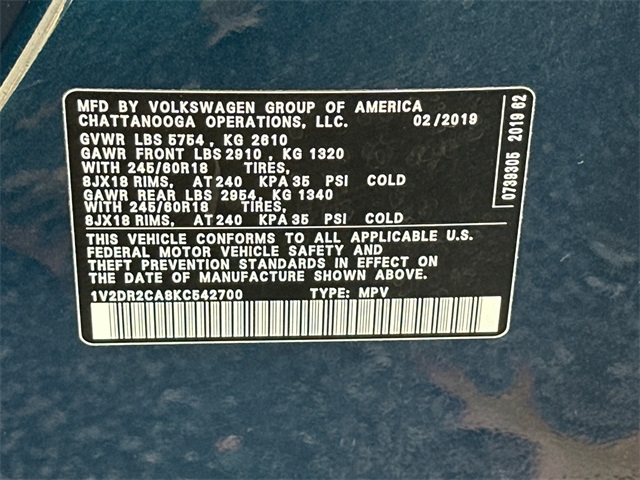 MFD BY VOLKSWAGEN GROUP OF AMERICA
CHATTANOOGA OPERATIONS, LLC. 02/2019
GVWR LBS 5754 , KG 2610
GAWR FRONT LBS 2910 , KG 1320
WITH 245/60R18 TIRES,
8JX18 RIMS, AT 240 KPA 35 PSI COLD
GAWR REAR LBS 2954 , KG 1340
WITH 245/60R18 TIRES,
8JX18 RIMS, AT 240 KPA 35 PSI COLD
THIS VEHICLE CONFORMS TO ALL APPLICABLE U.S.
FEDERAL MOTOR VEHICLE SAFETY AND
THEFT PREVENTION STANDARDS IN EFFECT ON
THE DATE OF MANUFACTURE SHOWN ABOVE.
1V2DR2CA8KC542700 TYPE: MPV
0739305 2019 62